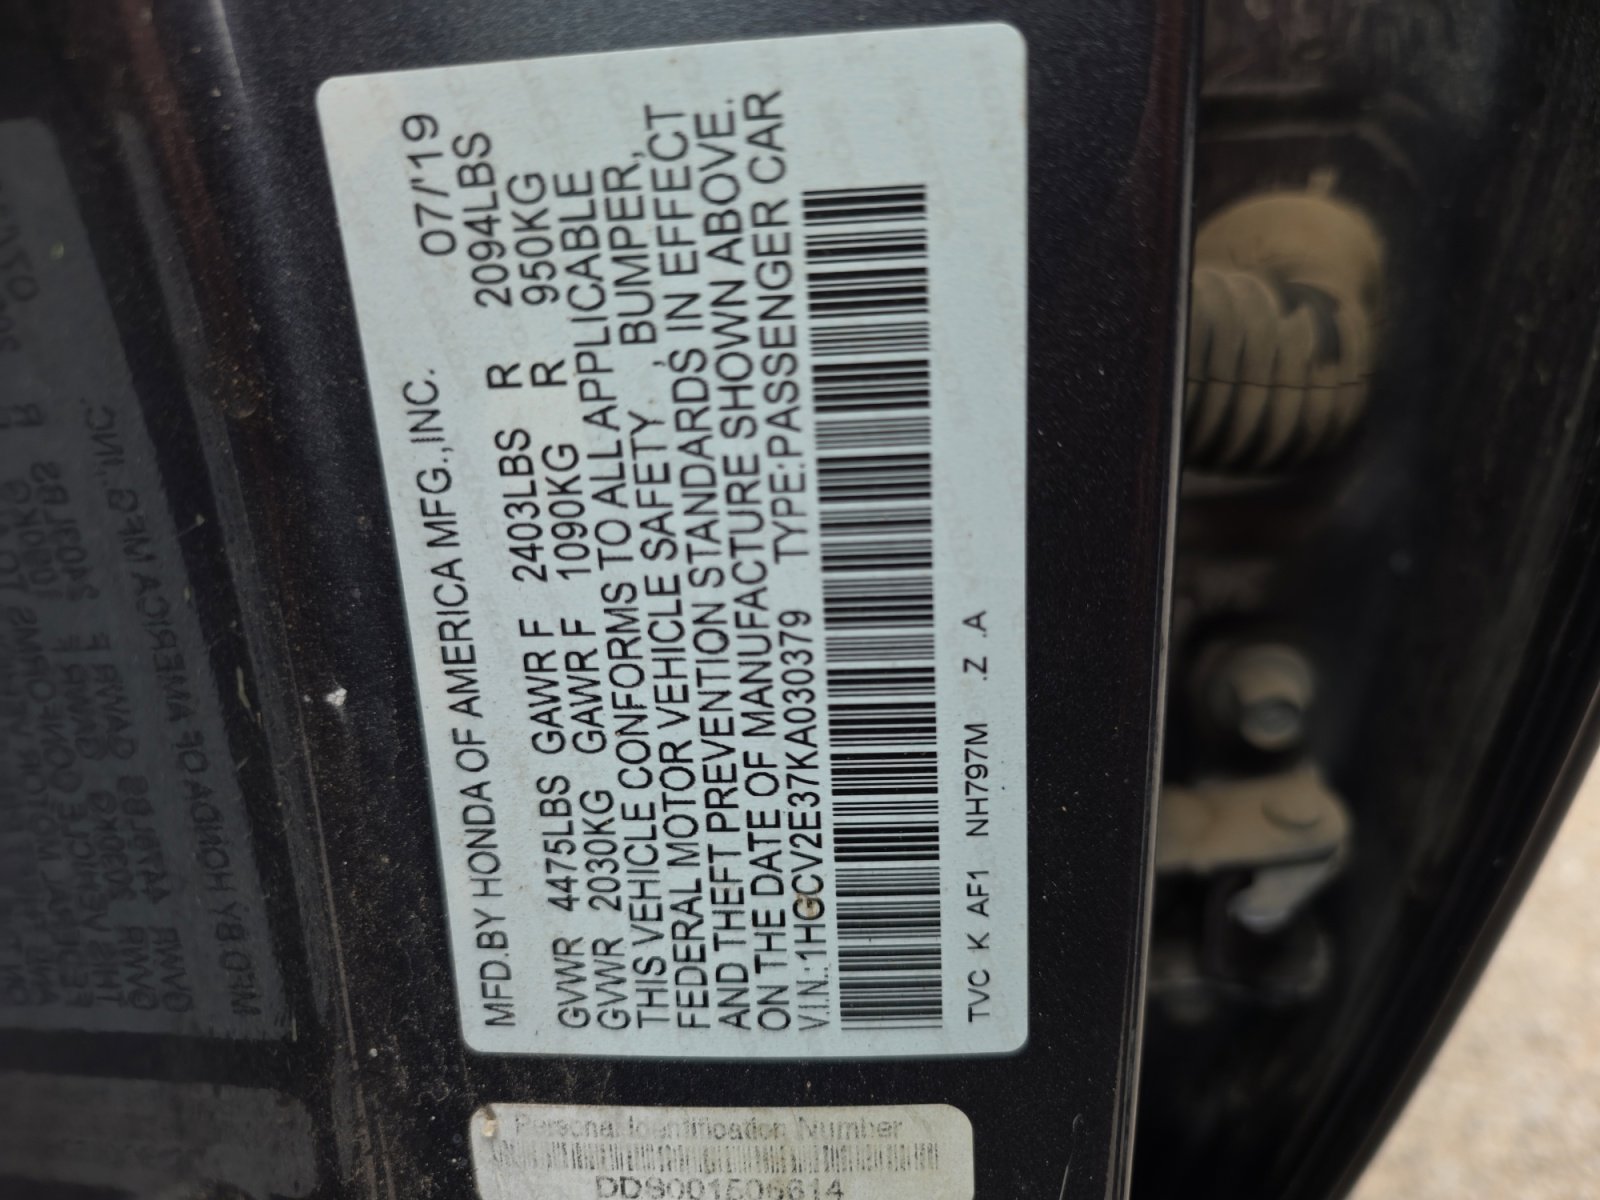 MFD.BY HONDA OF AMERICA MFG.,INC. 07/'19
GVWR 4475LBS GAWR F 2403LBS R 2094LBS
GVWR 2030KG GAWR F 1090KG R 950KG
THIS VEHICLE CONFORMS TO ALL APPLICABLE
FEDERAL MOTOR VEHICLE SAFETY , BUMPER,
AND THEFT PREVENTION STANDARDS, IN EFFECT
ON THE DATE OF MANUFACTURE SHOWN ABOVE.
V.I.N.: 1HGCV2E37KA030379 TYPE:PASSENGER CAR
TVC K AF1 NH797M .Z .A
Personal Identification Number
DDS001506614